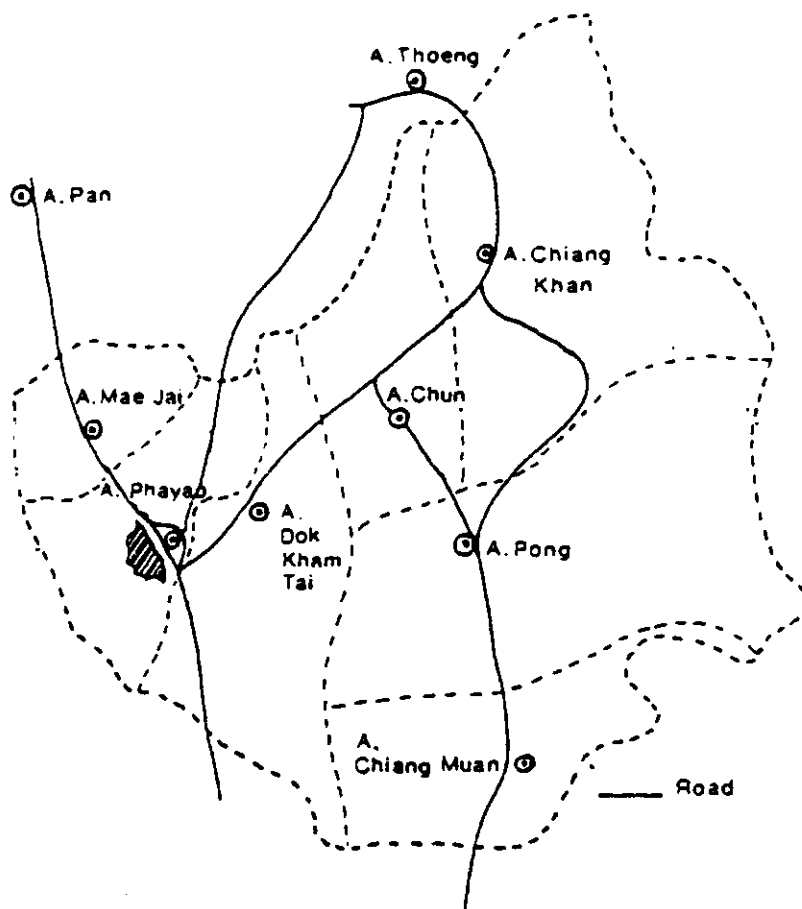 A. Thoeng
A. Pan
A. Chiang
Khan
A. Mae Jai
A. Chun
A. Phayao
A.
Dok
Kham
Tai
A. Pong
A.
Chiang Muan
Road